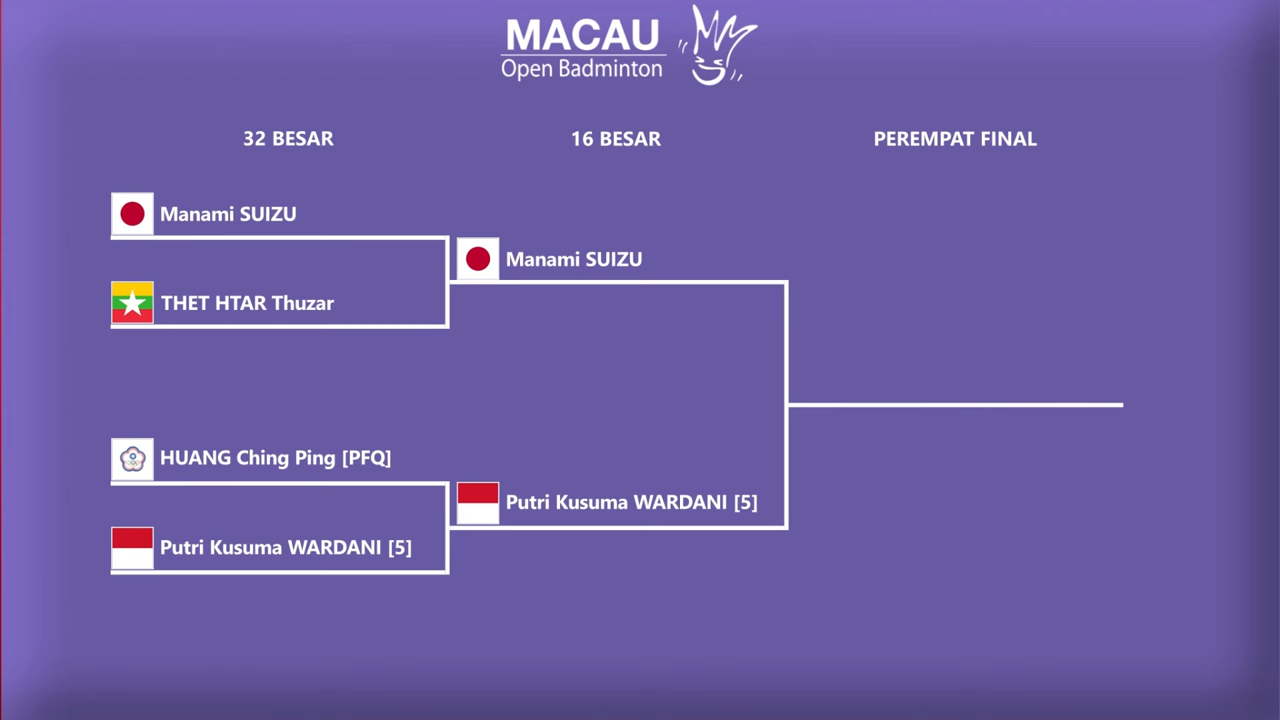 MACAU
Open Badminton
32 BESAR
16 BESAR
PEREMPAT FINAL
Manami SUIZU
Manami SUIZU
THET HTAR Thuzar
HUANG Ching Ping [PFQ]
Putri Kusuma WARDANI [5]
Putri Kusuma WARDANI [5]